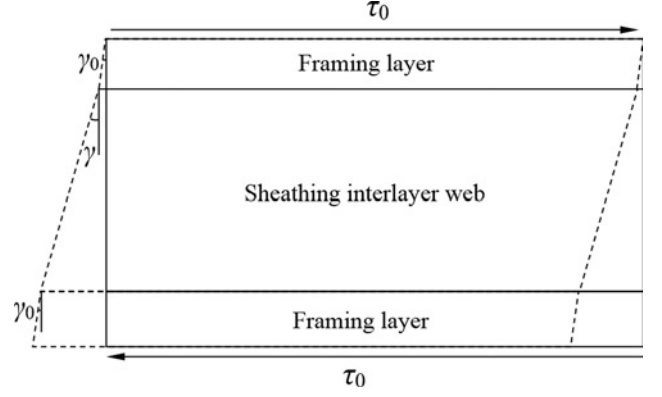 τ₀
γ₀
Framing layer
γ
Sheathing interlayer web
γ₀
Framing layer
τ₀